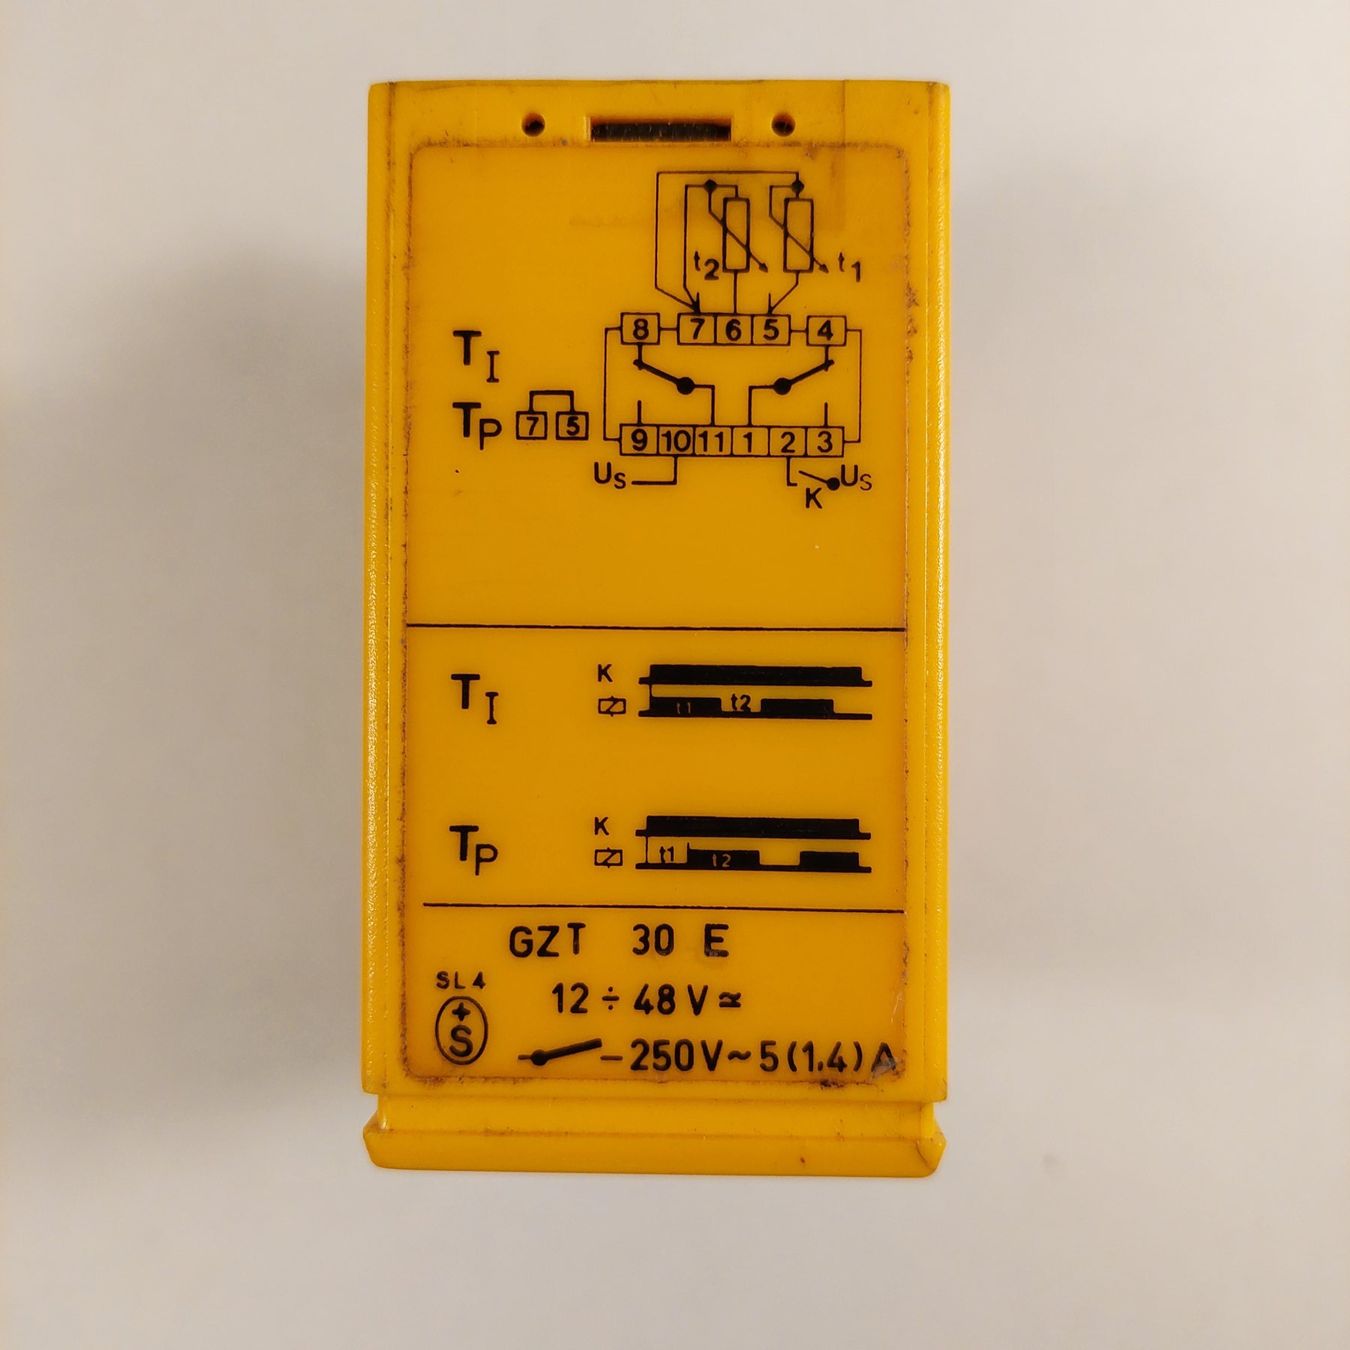 t2 t1
8 7 6 5 4
TI
TP 7 5
9 10 11 1 2 3
US K US
TI K
t1 t2
TP K
t1 t2
GZT 30 E
SL4
12 ÷ 48 V ≃
+S
250V~5(1,4)A